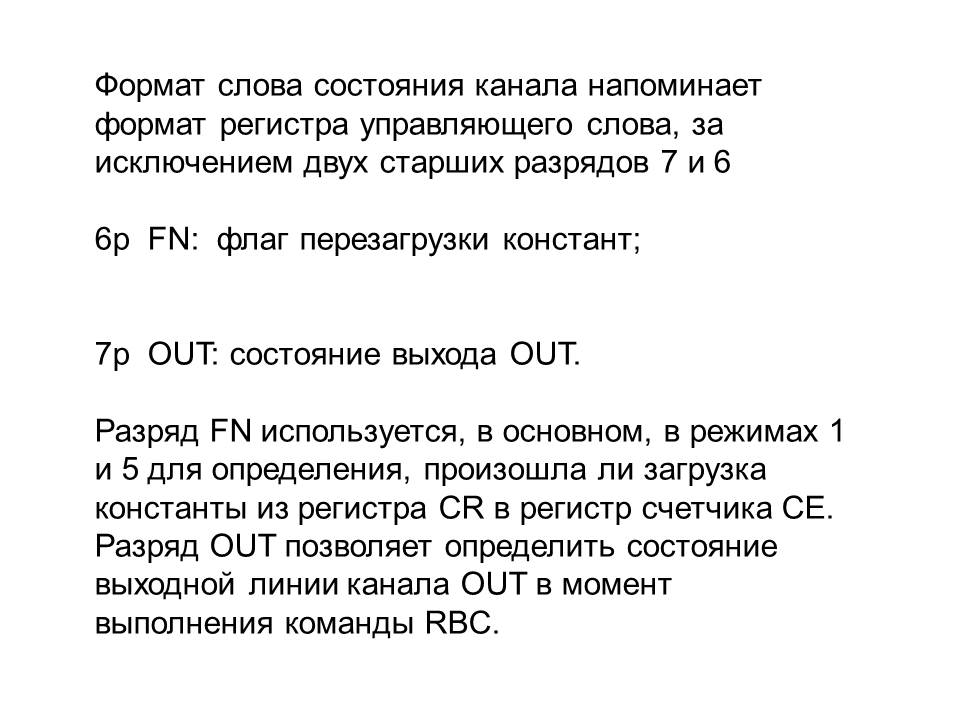 Формат слова состояния канала напоминает
формат регистра управляющего слова, за
исключением двух старших разрядов 7 и 6
6р FN: флаг перезагрузки констант;
7р OUT: состояние выхода OUT.
Разряд FN используется, в основном, в режимах 1
и 5 для определения, произошла ли загрузка
константы из регистра CR в регистр счетчика CE.
Разряд OUT позволяет определить состояние
выходной линии канала OUT в момент
выполнения команды RBC.